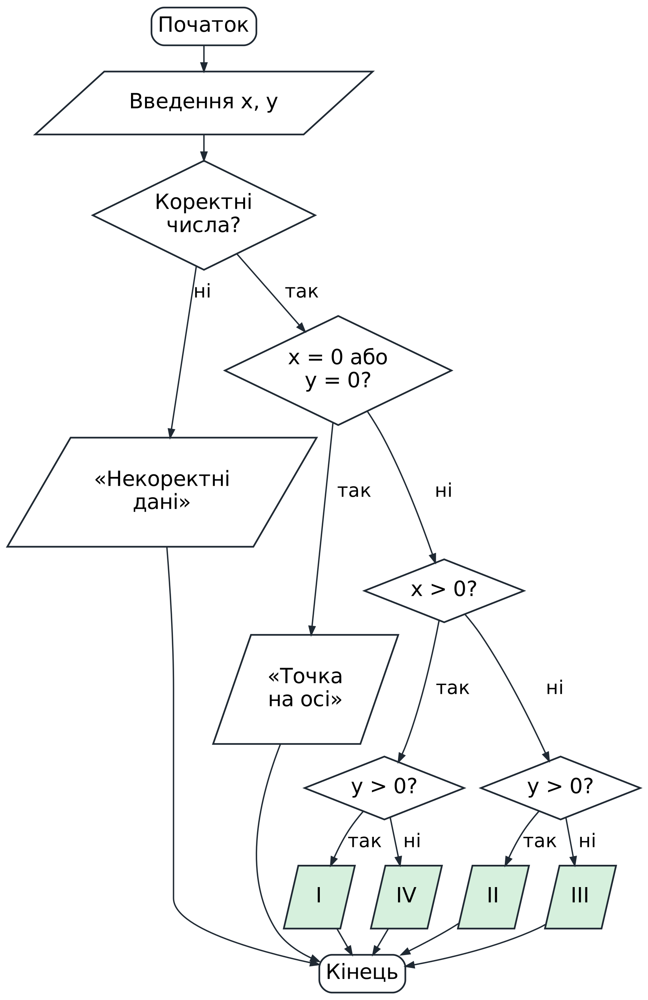 Початок
Введення x, y
Коректні
числа?
ні
так
x = 0 або
y = 0?
«Некоректні
дані»
так
ні
x > 0?
«Точка
на осі»
так
ні
y > 0?
y > 0?
так
ні
так
ні
I
IV
II
III
Кінець